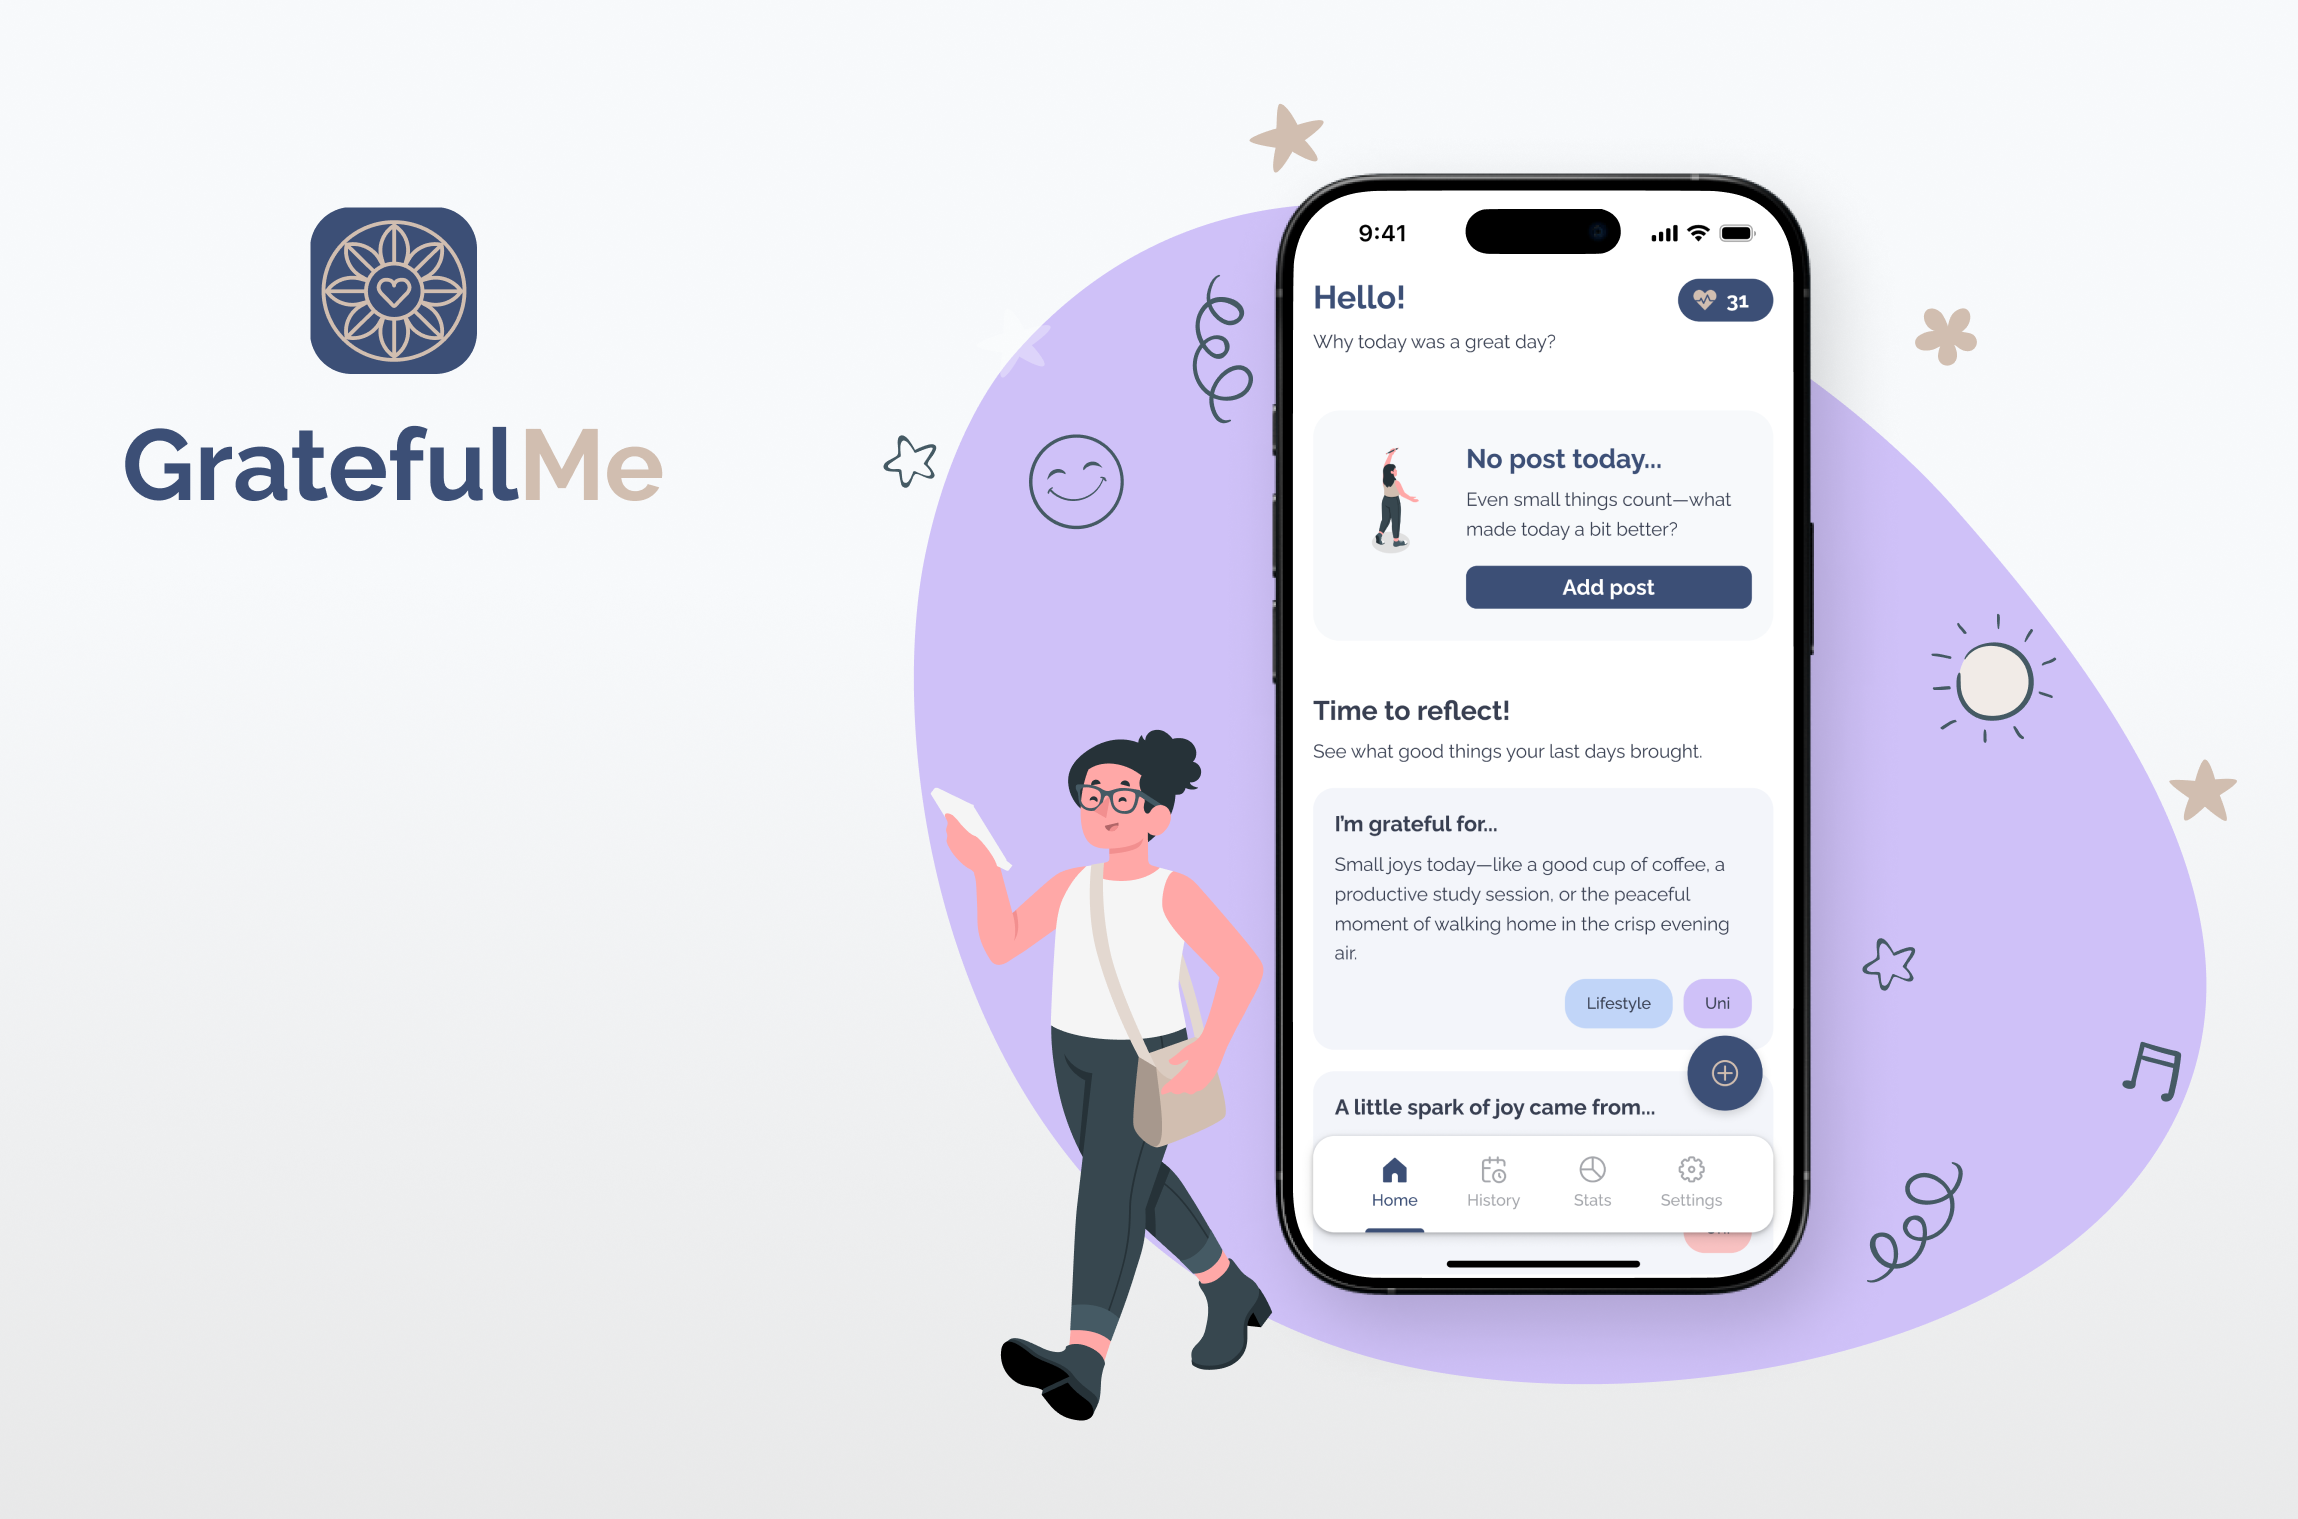 GratefulMe
9:41
Hello!
31
Why today was a great day?
No post today...
Even small things count—what
made today a bit better?
Add post
Time to reflect!
See what good things your last days brought.
I'm grateful for...
Small joys today—like a good cup of coffee, a
productive study session, or the peaceful
moment of walking home in the crisp evening
air.
Lifestyle
Uni
A little spark of joy came from...
Home
History
Stats
Settings